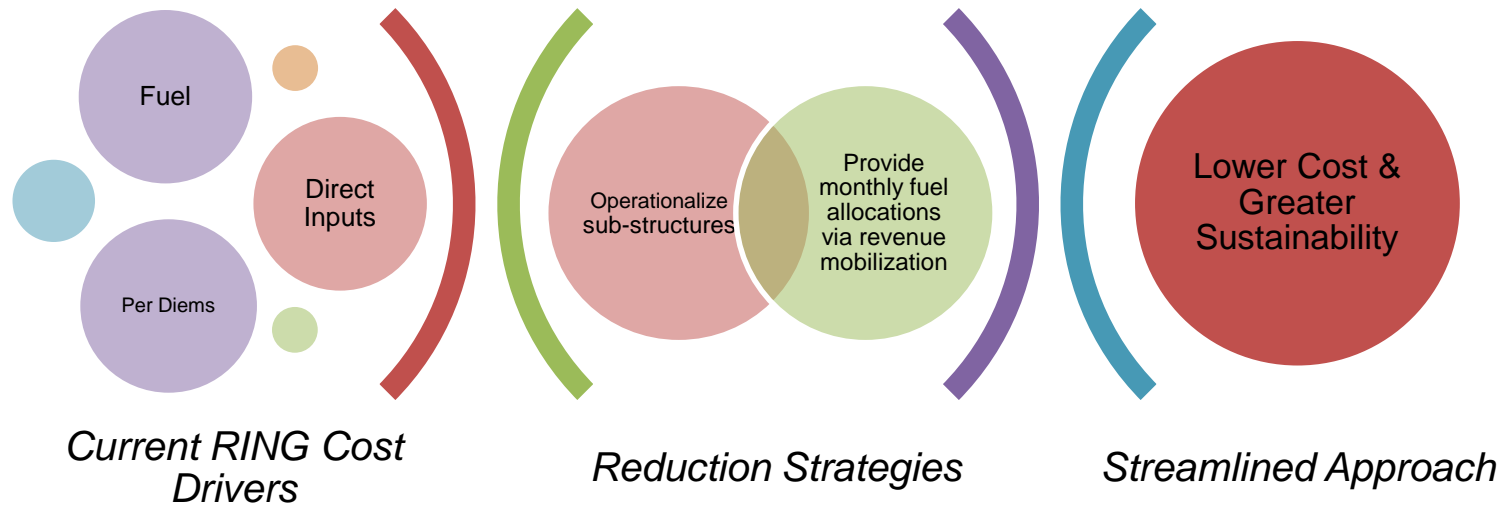 Fuel
Direct
Inputs
Per Diems
Current RING Cost
Drivers
Operationalize
sub-structures
Provide
monthly fuel
allocations
via revenue
mobilization
Reduction Strategies
Lower Cost &
Greater
Sustainability
Streamlined Approach